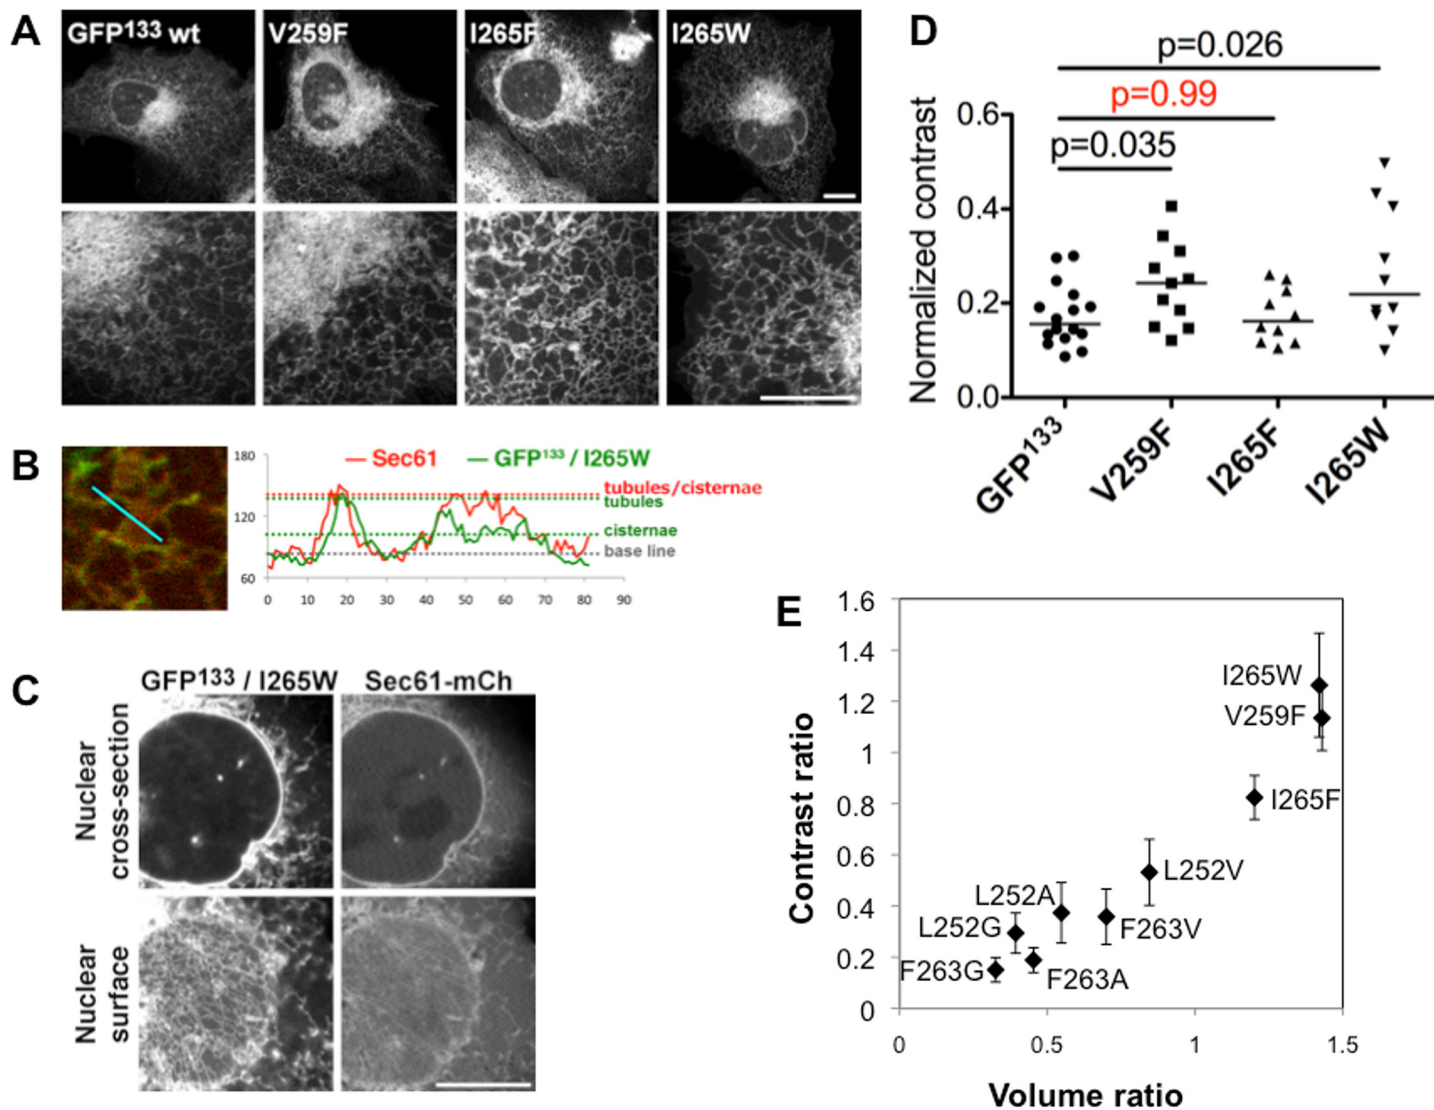 A
GFP¹³³ wt
V259F
I265F
I265W
B
180
120
60
0
10
20
30
40
50
60
70
80
90
Sec61
GFP¹³³ / I265W
tubules/cisternae
tubules
cisternae
base line
C
GFP¹³³ / I265W
Sec61-mCh
Nuclear
cross-section
Nuclear
surface
D
p=0.026
p=0.99
p=0.035
Normalized contrast
0.6
0.4
0.2
0.0
GFP¹³³
V259F
I265F
I265W
E
1.6
1.4
1.2
1
0.8
0.6
0.4
0.2
0
Contrast ratio
I265W
V259F
I265F
L252V
L252A
F263V
L252G
F263G
F263A
0
0.5
1
1.5
Volume ratio